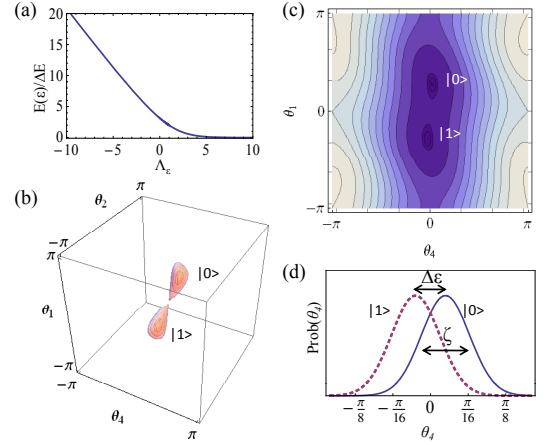 (a)
20
15
10
5
0
E(ε)/ΔE
−10 −5 0 5 10
Λε
(b)
π
θ2
−π
π
|0>
θ1
|1>
−π
−π
θ4
π
(c)
π
|0>
θ1
0
|1>
−π
−π 0 π
θ4
(d)
Δε
|1>
|0>
ζ
Prob(θ4)
−π/8 −π/16 0 π/16 π/8
θ4